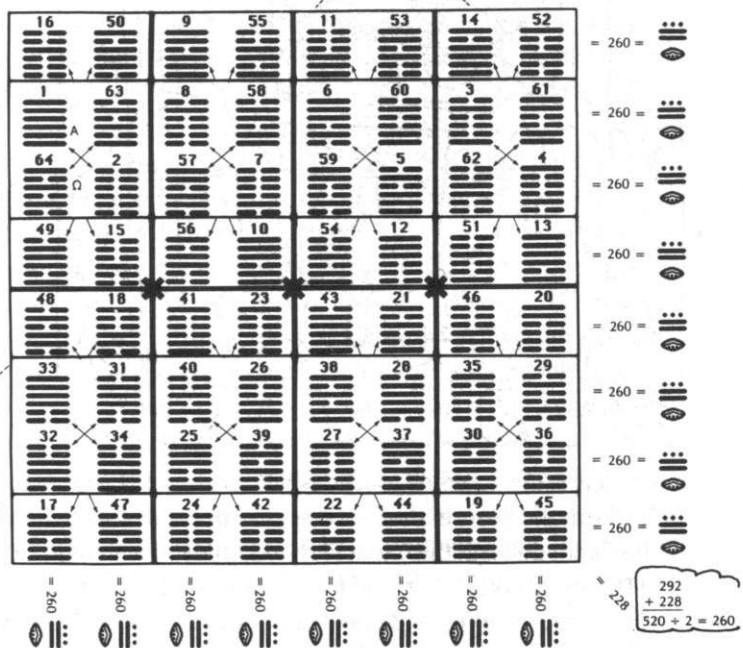 16 50 9 55 11 53 14 52 = 260 =
1 63 8 58 6 60 3 61 = 260 =
A
64 2 57 7 59 5 62 4 = 260 =
Ω
49 15 56 10 54 12 51 13 = 260 =
48 18 41 23 43 21 46 20 = 260 =
33 31 40 26 38 28 35 29 = 260 =
32 34 25 39 27 37 30 36 = 260 =
17 47 24 42 22 44 19 45 = 260 =
= 260 = 260 = 260 = 260 = 260 = 260 = 260 = 260 = 228
292
+ 228
520 ÷ 2 = 260